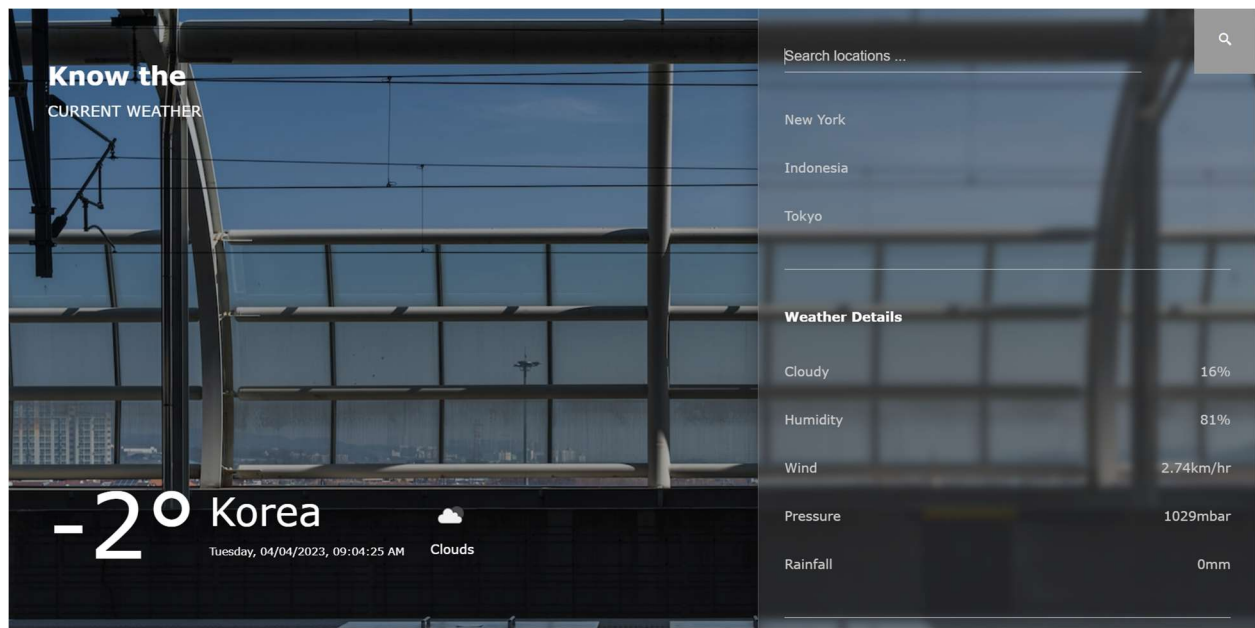 Know the
CURRENT WEATHER
-2° Korea
Tuesday, 04/04/2023, 09:04:25 AM
Clouds
Search locations ...
New York
Indonesia
Tokyo
Weather Details
Cloudy 16%
Humidity 81%
Wind 2.74km/hr
Pressure 1029mbar
Rainfall 0mm